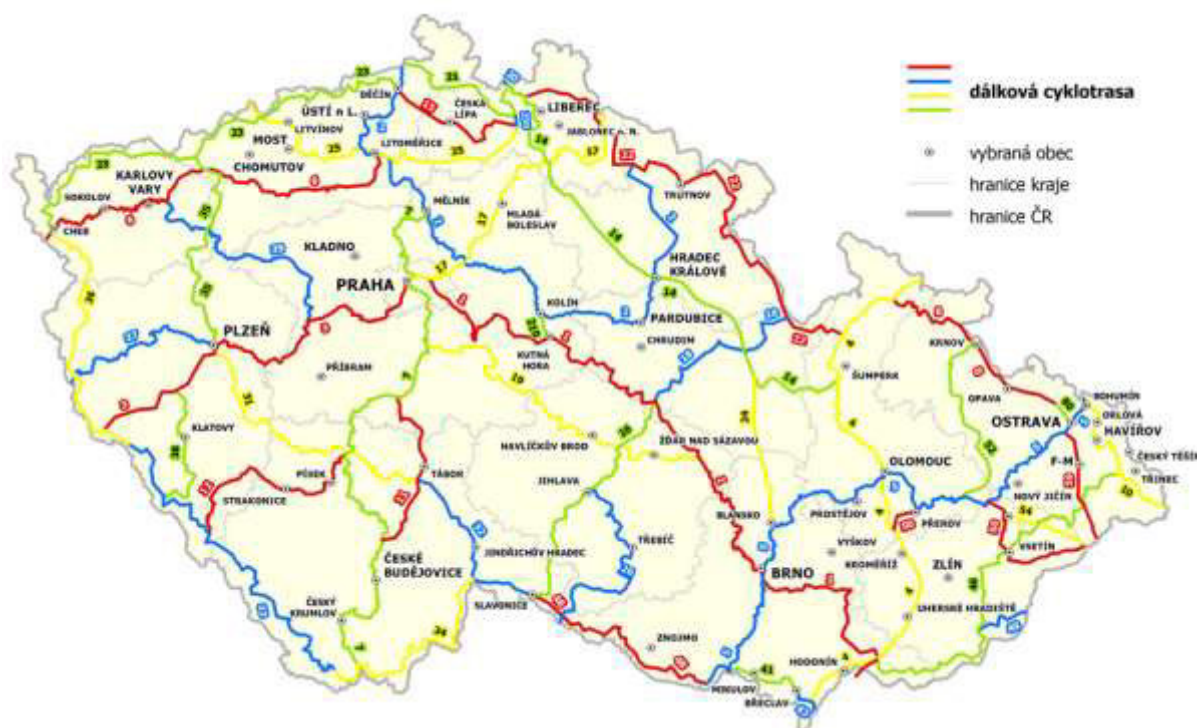 dálková cyklotrasa
vybraná obec
hranice kraje
hranice ČR
DĚČÍN
ÚSTÍ n L.
ČESKÁ
LÍPA
LIBEREC
JABLONEC n. N.
LITVÍNOV
MOST
CHOMUTOV
LITOMĚŘICE
KARLOVY
VARY
SOKOLOV
CHEB
TRUTNOV
MĚLNÍK
MLADÁ
BOLESLAV
KLADNO
PRAHA
HRADEC
KRÁLOVÉ
KOLÍN
PARDUBICE
CHRUDIM
KUTNÁ
HORA
PLZEŇ
PŘÍBRAM
KRNOV
ŠUMPERK
OPAVA
BOHUMÍN
ORLOVÁ
OSTRAVA
HAVÍŘOV
ČESKÝ TĚŠÍN
F-M
TŘINEC
KLATOVY
HAVLÍČKŮV BROD
ŽĎÁR NAD SÁZAVOU
OLOMOUC
PÍSEK
TÁBOR
STRAKONICE
JIHLAVA
NOVÝ JIČÍN
BLANSKO
PROSTĚJOV
PŘEROV
VYŠKOV
KROMĚŘÍŽ
VSETÍN
ZLÍN
JINDŘICHŮV HRADEC
TŘEBÍČ
BRNO
ČESKÉ
BUDĚJOVICE
SLAVONICE
ČESKÝ
KRUMLOV
UHERSKÉ HRADIŠTĚ
ZNOJMO
HODONÍN
MIKULOV
BŘECLAV